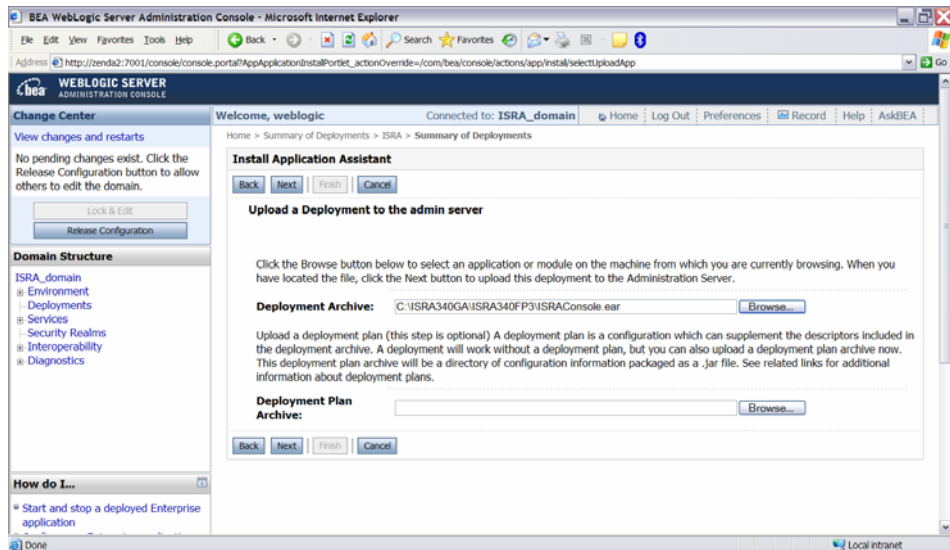 BEA WebLogic Server Administration Console - Microsoft Internet Explorer
File Edit View Favorites Tools Help
Back
Search Favorites
Address http://zenda2:7001/console/console.portal?AppApplicationInstallPortlet_actionOverride=/com/bea/console/actions/app/install/selectUploadApp
Go
bea WEBLOGIC SERVER
ADMINISTRATION CONSOLE
Change Center
View changes and restarts
No pending changes exist. Click the
Release Configuration button to allow
others to edit the domain.
Lock & Edit
Release Configuration
Domain Structure
ISRA_domain
Environment
Deployments
Services
Security Realms
Interoperability
Diagnostics
How do I...
Start and stop a deployed Enterprise
application
Welcome, weblogic
Connected to: ISRA_domain
Home Log Out Preferences Record Help AskBEA
Home > Summary of Deployments > ISRA > Summary of Deployments
Install Application Assistant
Back Next Finish Cancel
Upload a Deployment to the admin server
Click the Browse button below to select an application or module on the machine from which you are currently browsing. When you
have located the file, click the Next button to upload this deployment to the Administration Server.
Deployment Archive: C:\ISRA340GA\ISRA340FP3\ISRAConsole.ear Browse...
Upload a deployment plan (this step is optional) A deployment plan is a configuration which can supplement the descriptors included in
the deployment archive. A deployment will work without a deployment plan, but you can also upload a deployment plan archive now.
This deployment plan archive will be a directory of configuration information packaged as a .jar file. See related links for additional
information about deployment plans.
Deployment Plan
Archive: Browse...
Back Next Finish Cancel
Done
Local intranet